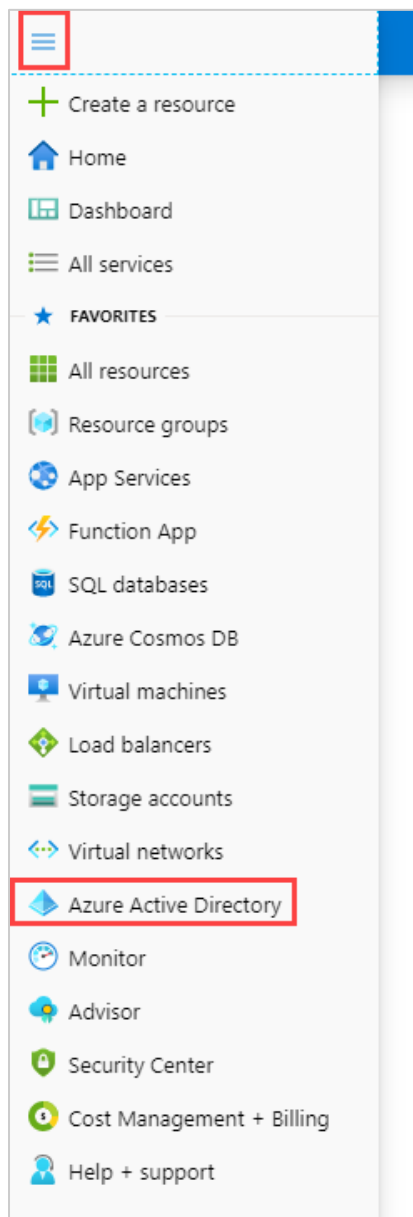 Create a resource
Home
Dashboard
All services
FAVORITES
All resources
Resource groups
App Services
Function App
SQL
SQL databases
Azure Cosmos DB
Virtual machines
Load balancers
Storage accounts
Virtual networks
Azure Active Directory
Monitor
Advisor
Security Center
Cost Management + Billing
Help + support